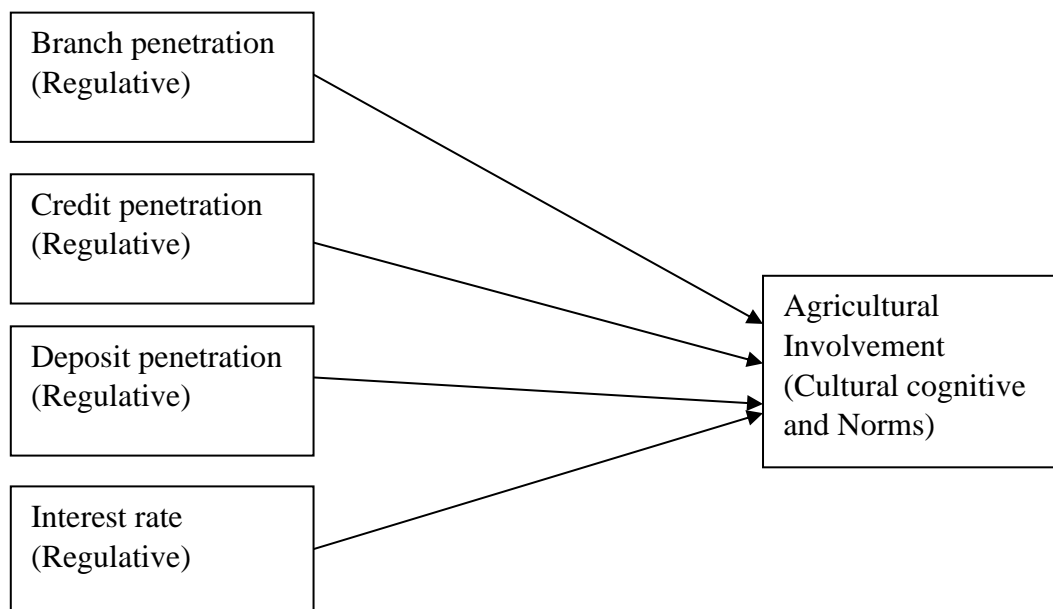 Branch penetration
(Regulative)
Credit penetration
(Regulative)
Deposit penetration
(Regulative)
Interest rate
(Regulative)
Agricultural
Involvement
(Cultural cognitive
and Norms)